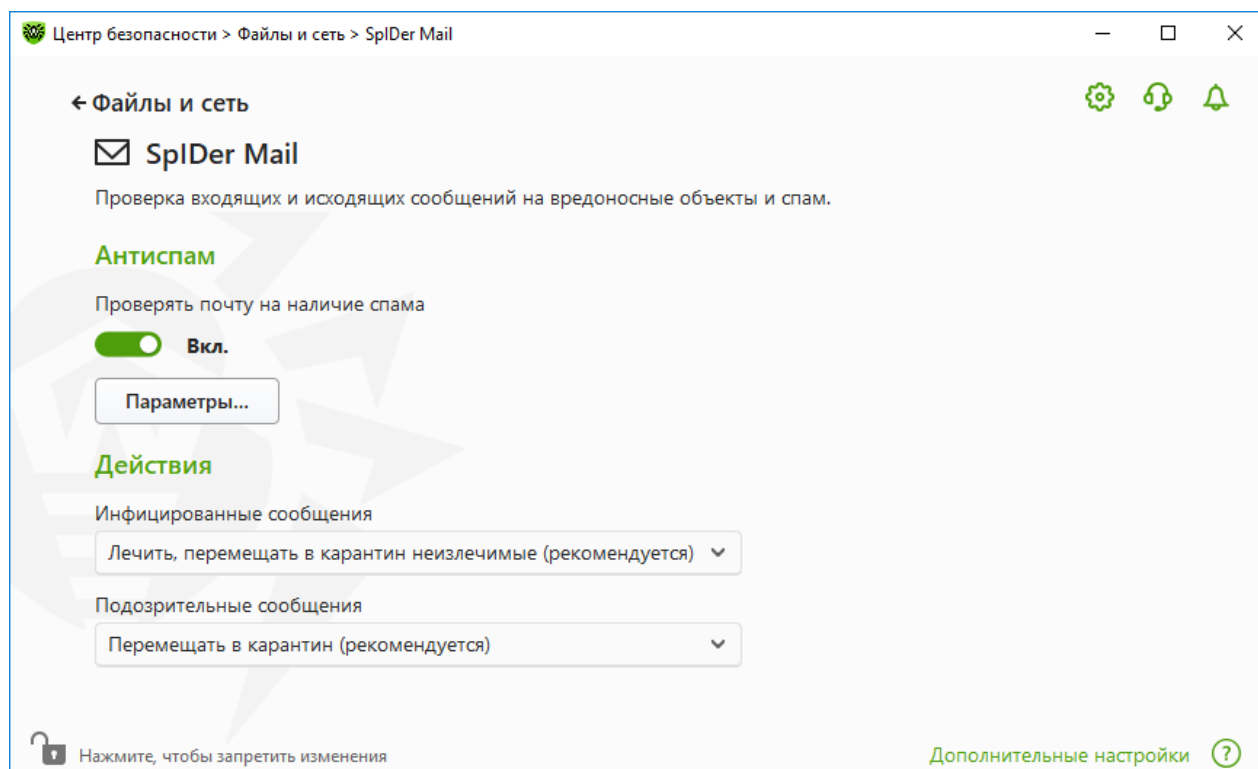 Центр безопасности > Файлы и сеть > SpIDer Mail
Файлы и сеть
SpIDer Mail
Проверка входящих и исходящих сообщений на вредоносные объекты и спам.
Антиспам
Проверять почту на наличие спама
Вкл.
Параметры...
Действия
Инфицированные сообщения
Лечить, перемещать в карантин неизлечимые (рекомендуется)
Подозрительные сообщения
Перемещать в карантин (рекомендуется)
Нажмите, чтобы запретить изменения
Дополнительные настройки ?